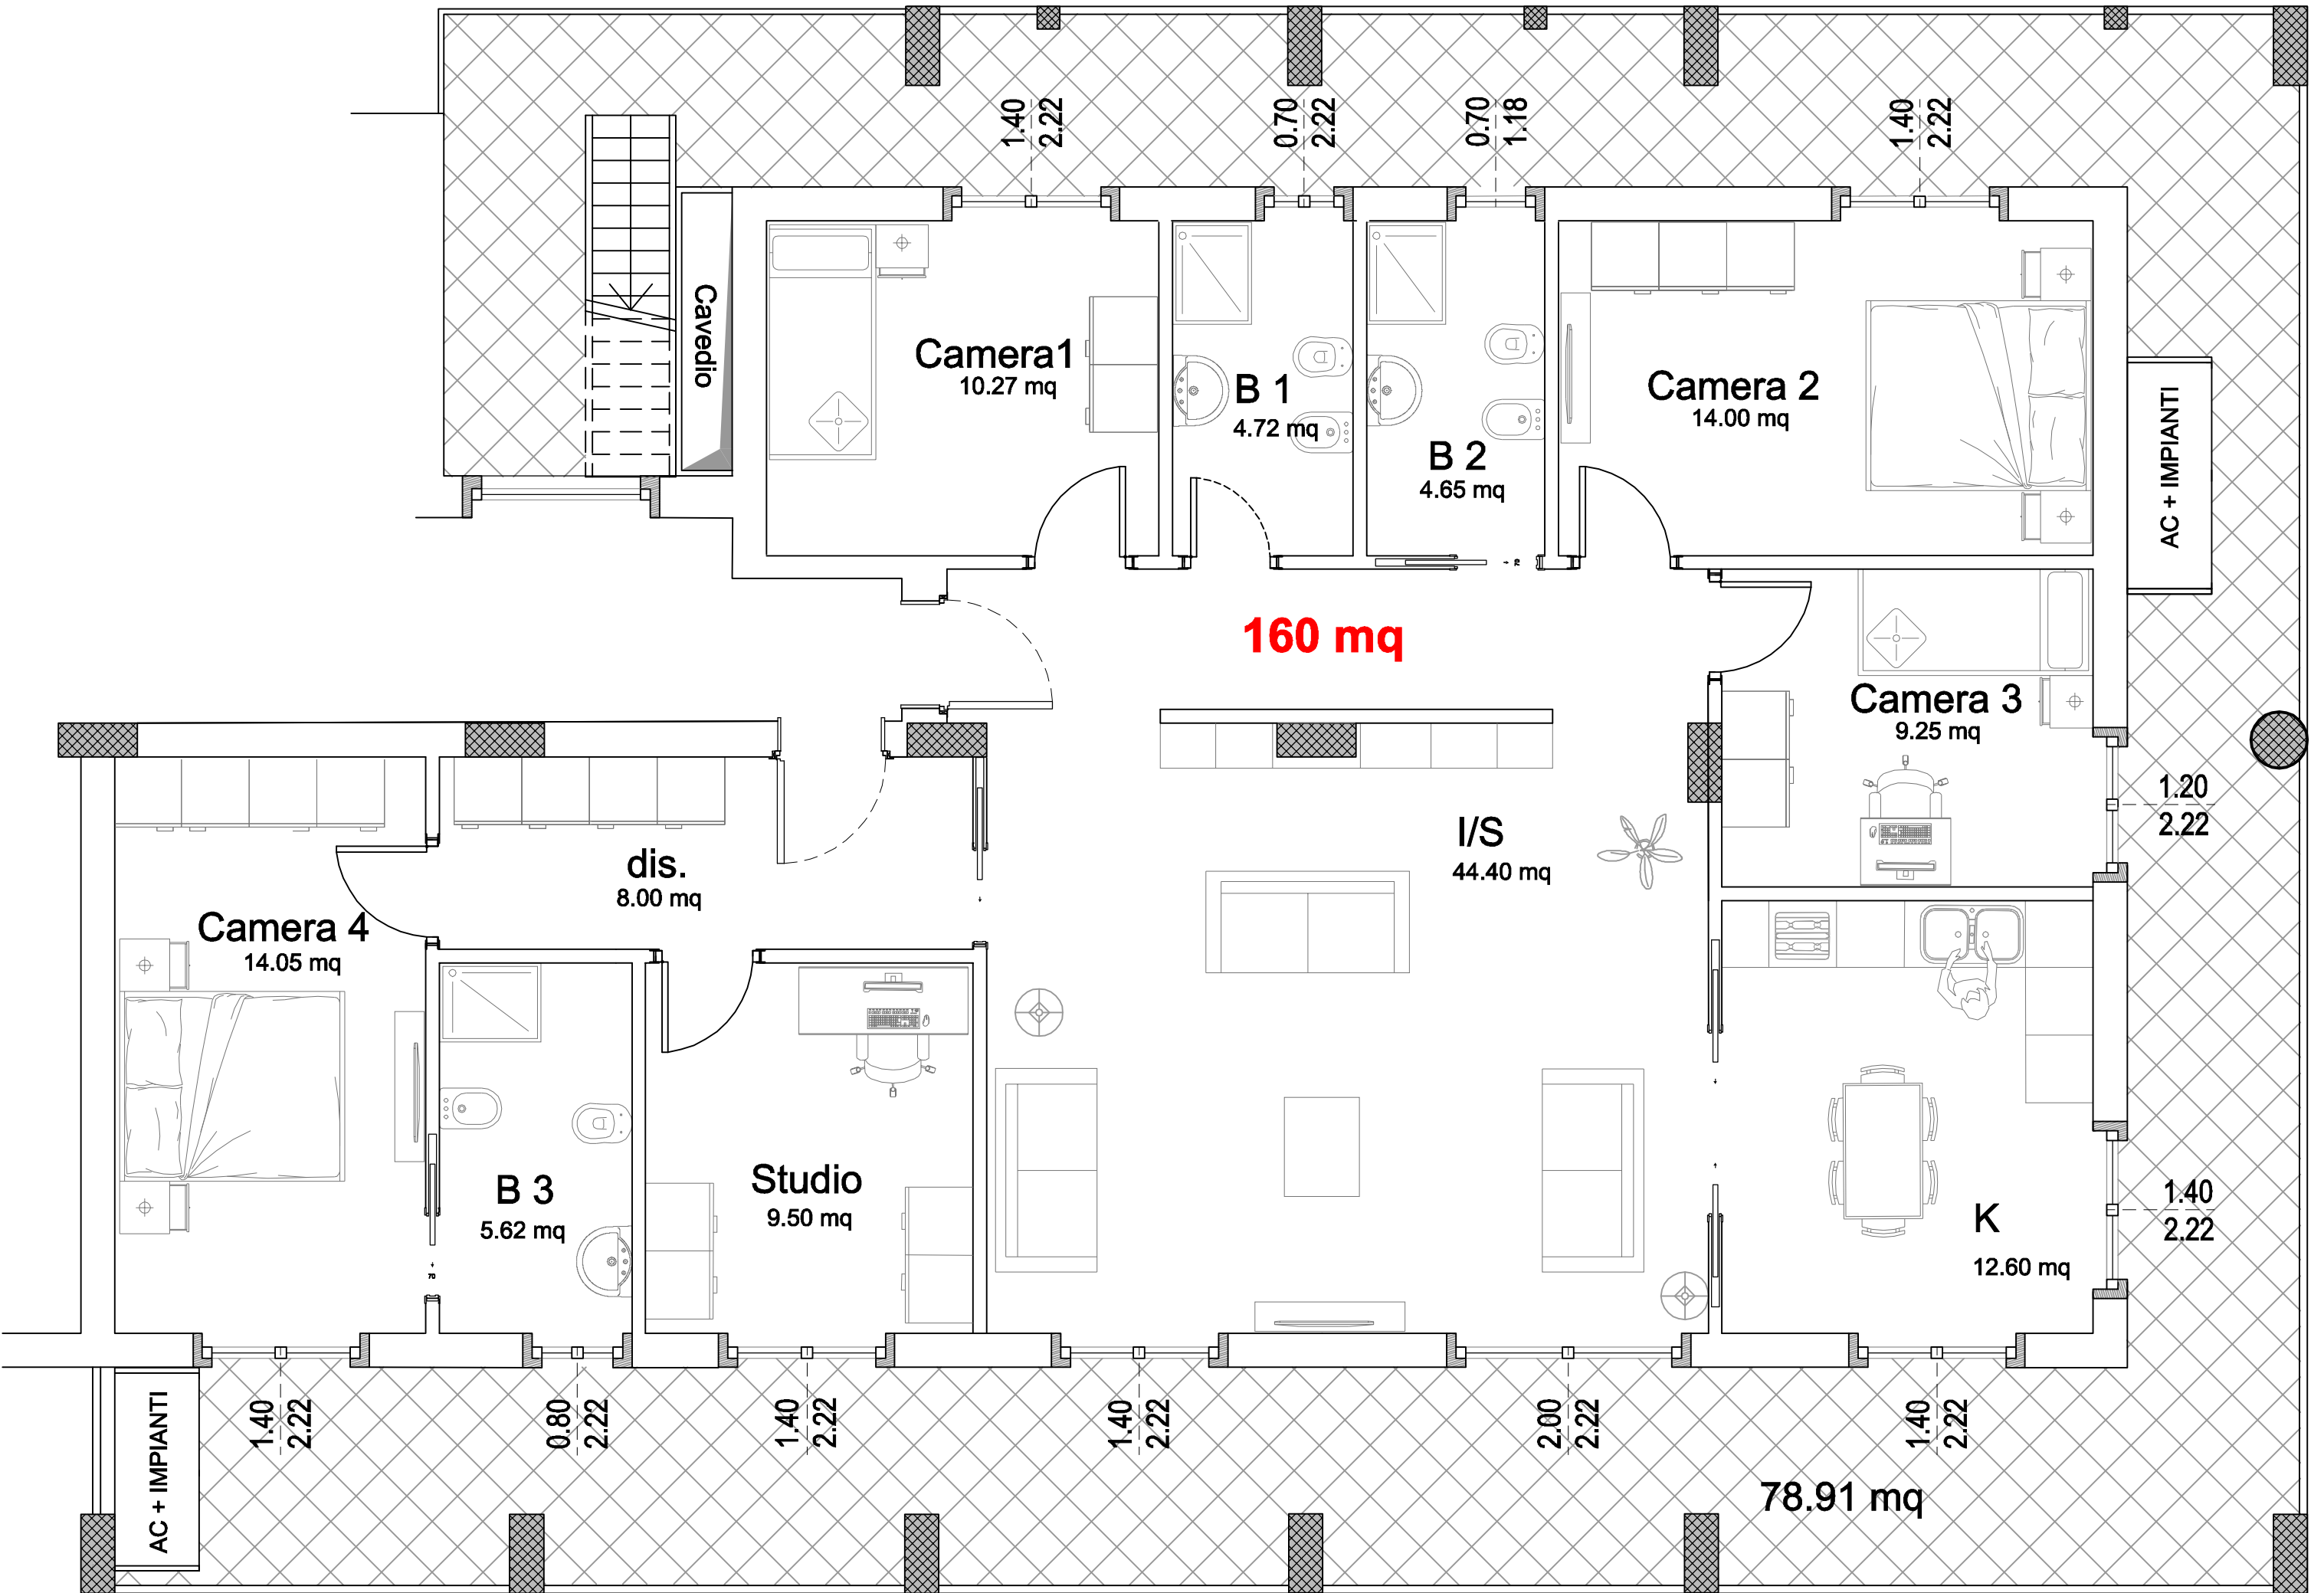 1.40
2.22
0.70
2.22
0.70
1.18
1.40
2.22
Cavedio
Camera1
10.27 mq
B 1
4.72 mq
B 2
4.65 mq
Camera 2
14.00 mq
AC + IMPIANTI
160 mq
Camera 3
9.25 mq
1.20
2.22
I/S
44.40 mq
dis.
8.00 mq
Camera 4
14.05 mq
Studio
9.50 mq
B 3
5.62 mq
70
K
12.60 mq
1.40
2.22
1.40
2.22
0.80
2.22
1.40
2.22
1.40
2.22
2.00
2.22
1.40
2.22
AC + IMPIANTI
78.91 mq